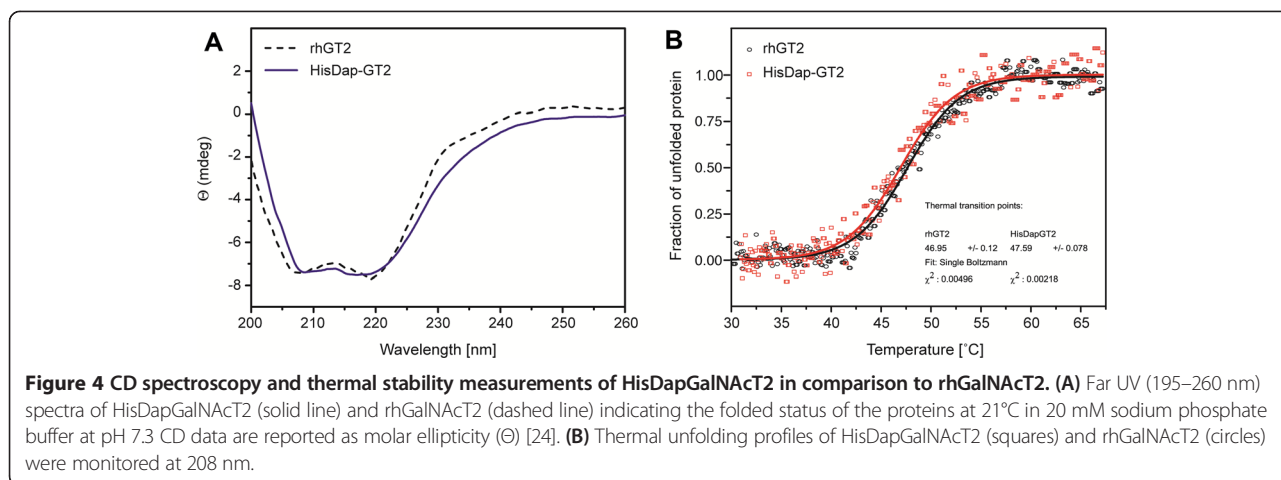 A
rhGT2
HisDap-GT2
2
0
-2
-4
-6
-8
Θ (mdeg)
200 210 220 230 240 250 260
Wavelength [nm]
B
rhGT2
HisDap-GT2
1.00
0.75
0.50
0.25
0.00
Fraction of unfolded protein
Thermal transition points:
rhGT2 HisDapGT2
46.95 +/- 0.12 47.59 +/- 0.078
Fit: Single Boltzmann
χ2 : 0.00496 χ2 : 0.00218
30 35 40 45 50 55 60 65
Temperature [˚C]
Figure 4 CD spectroscopy and thermal stability measurements of HisDapGalNAcT2 in comparison to rhGalNAcT2. (A) Far UV (195–260 nm)
spectra of HisDapGalNAcT2 (solid line) and rhGalNAcT2 (dashed line) indicating the folded status of the proteins at 21°C in 20 mM sodium phosphate
buffer at pH 7.3 CD data are reported as molar ellipticity (Θ) [24]. (B) Thermal unfolding profiles of HisDapGalNAcT2 (squares) and rhGalNAcT2 (circles)
were monitored at 208 nm.